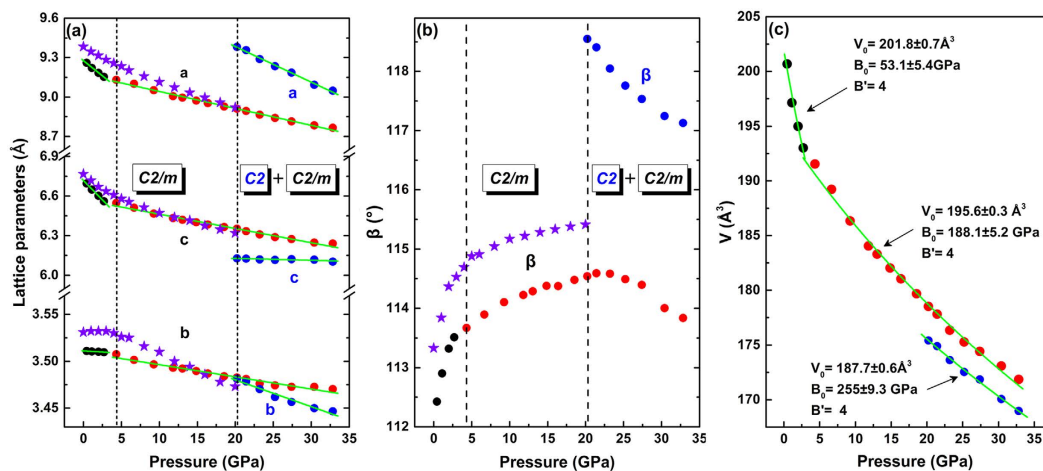 (a)
9.6
9.3
9.0
8.7
6.9
6.6
6.3
6.0
3.55
3.50
3.45
Lattice parameters (Å)
a
a
C2/m
C2 + C2/m
c
c
b
b
0 5 10 15 20 25 30 35
Pressure (GPa)
(b)
118
117
116
115
114
113
112
β (°)
β
C2/m
C2 + C2/m
β
0 5 10 15 20 25 30 35
Pressure (GPa)
(c)
205
200
195
190
185
180
175
170
165
V (Å³)
V₀= 201.8±0.7Å³
B₀= 53.1±5.4GPa
B'= 4
V₀= 195.6±0.3 Å³
B₀= 188.1±5.2 GPa
B'= 4
V₀= 187.7±0.6Å³
B₀= 255±9.3 GPa
B'= 4
0 5 10 15 20 25 30 35
Pressure (GPa)